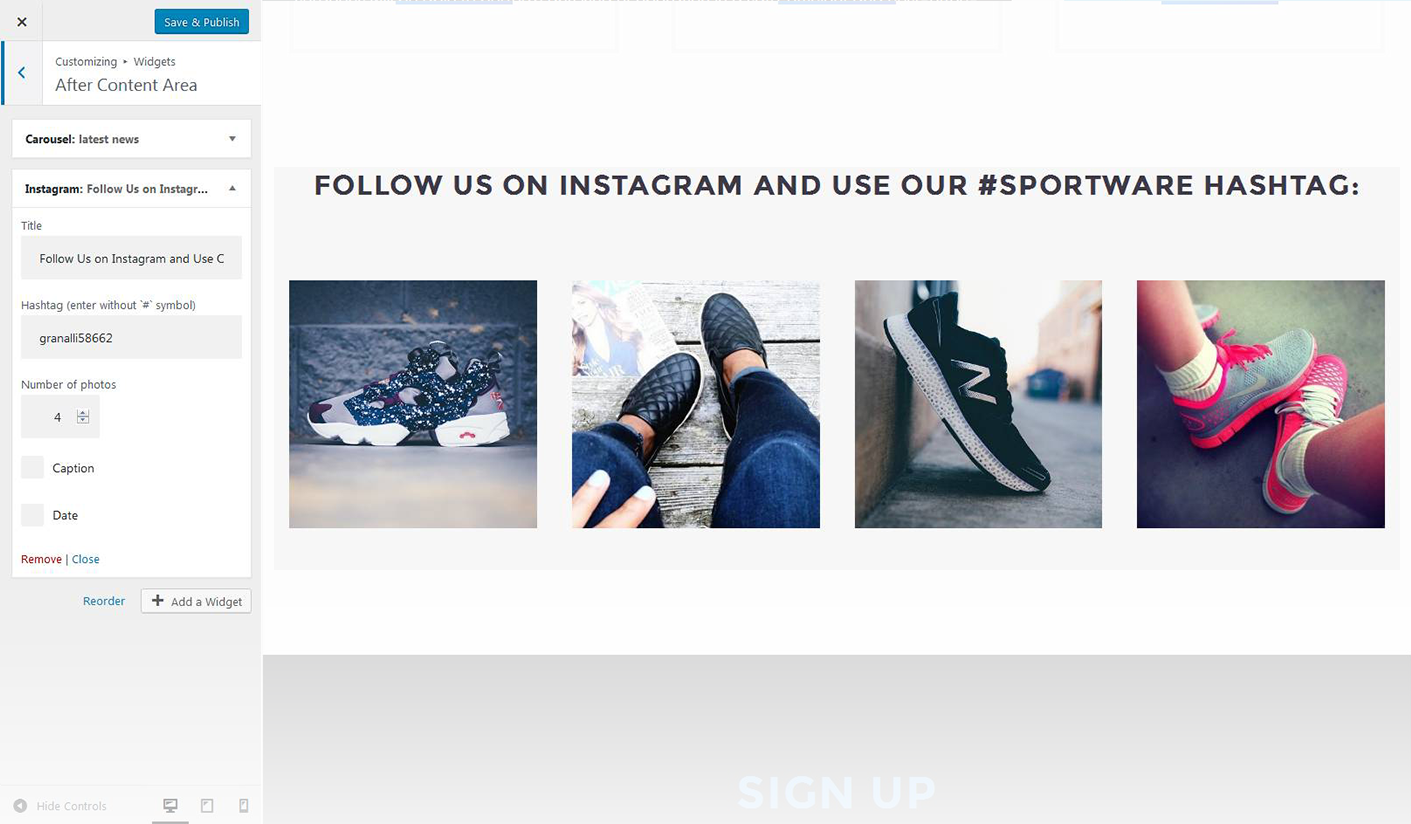 Save & Publish
Customizing ▸ Widgets
After Content Area
Carousel: latest news
Instagram: Follow Us on Instagr...
Title
Follow Us on Instagram and Use C
Hashtag (enter without `#` symbol)
granalli58662
Number of photos
4
Caption
Date
Remove | Close
Reorder
Add a Widget
Hide Controls
FOLLOW US ON INSTAGRAM AND USE OUR #SPORTWARE HASHTAG:
N
SIGN UP